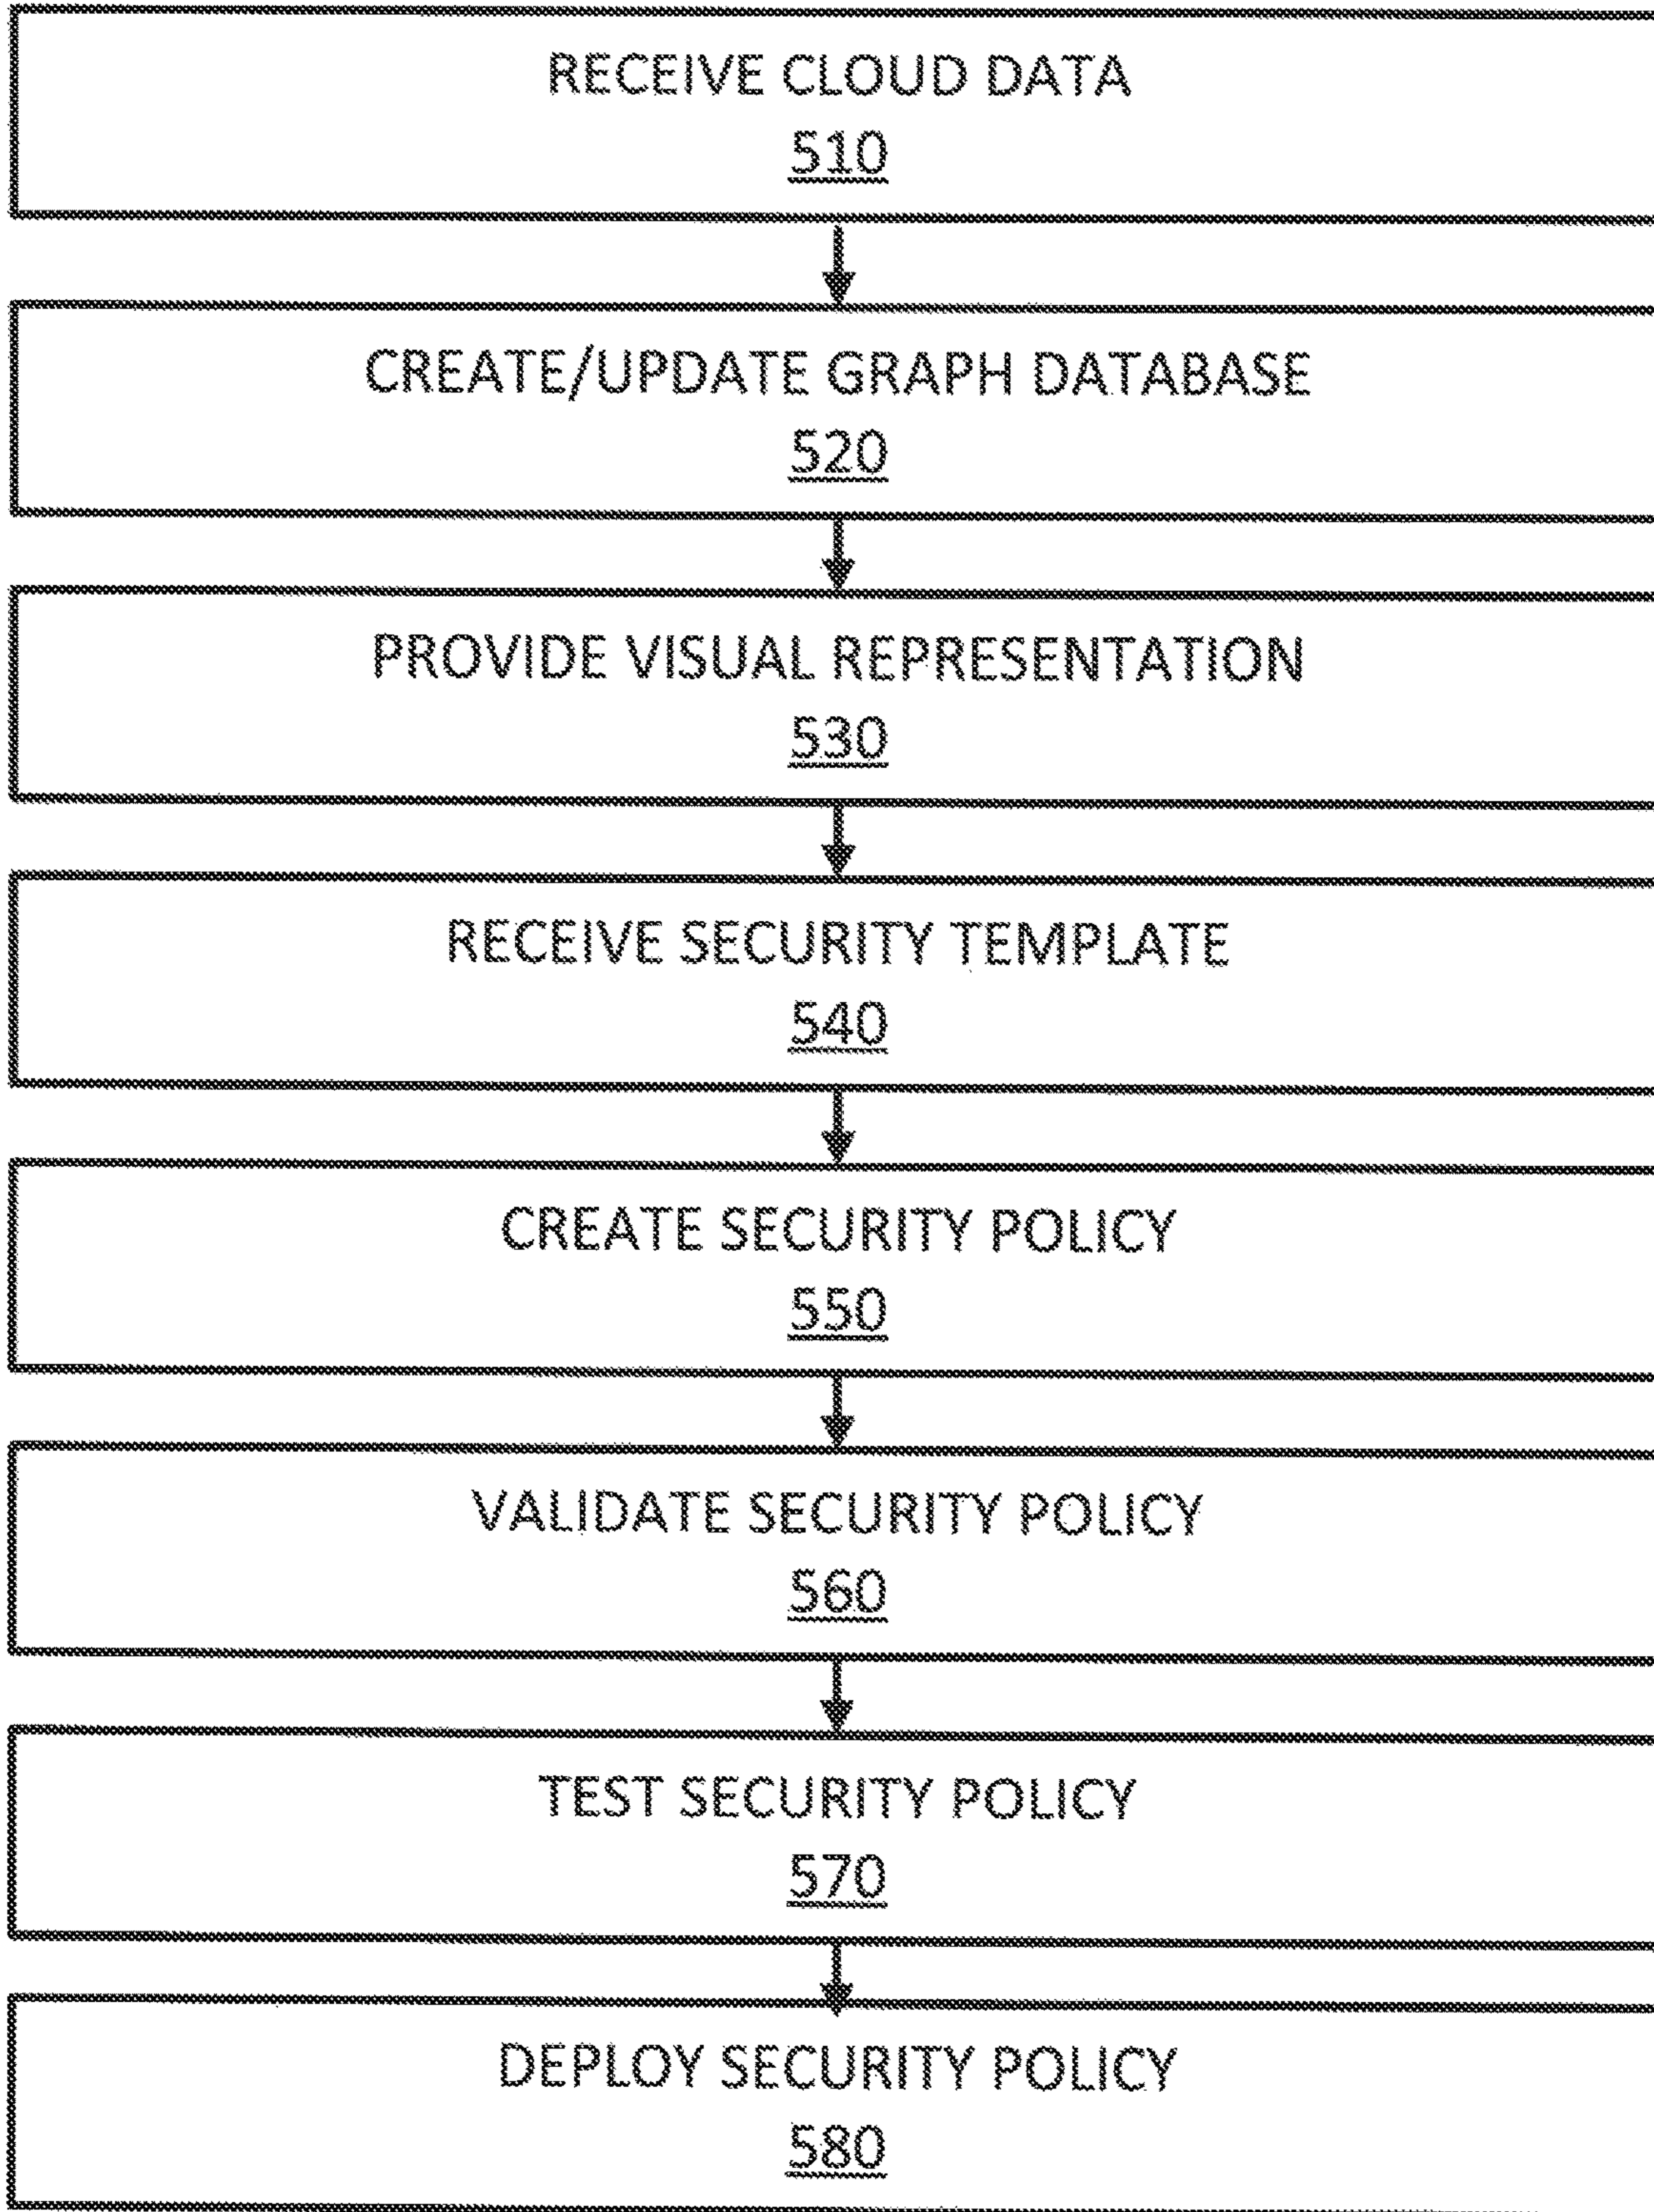 RECEIVE CLOUD DATA
510
CREATE/UPDATE GRAPH DATABASE
520
PROVIDE VISUAL REPRESENTATION
530
RECEIVE SECURITY TEMPLATE
540
CREATE SECURITY POLICY
550
VALIDATE SECURITY POLICY
560
TEST SECURITY POLICY
570
DEPLOY SECURITY POLICY
580